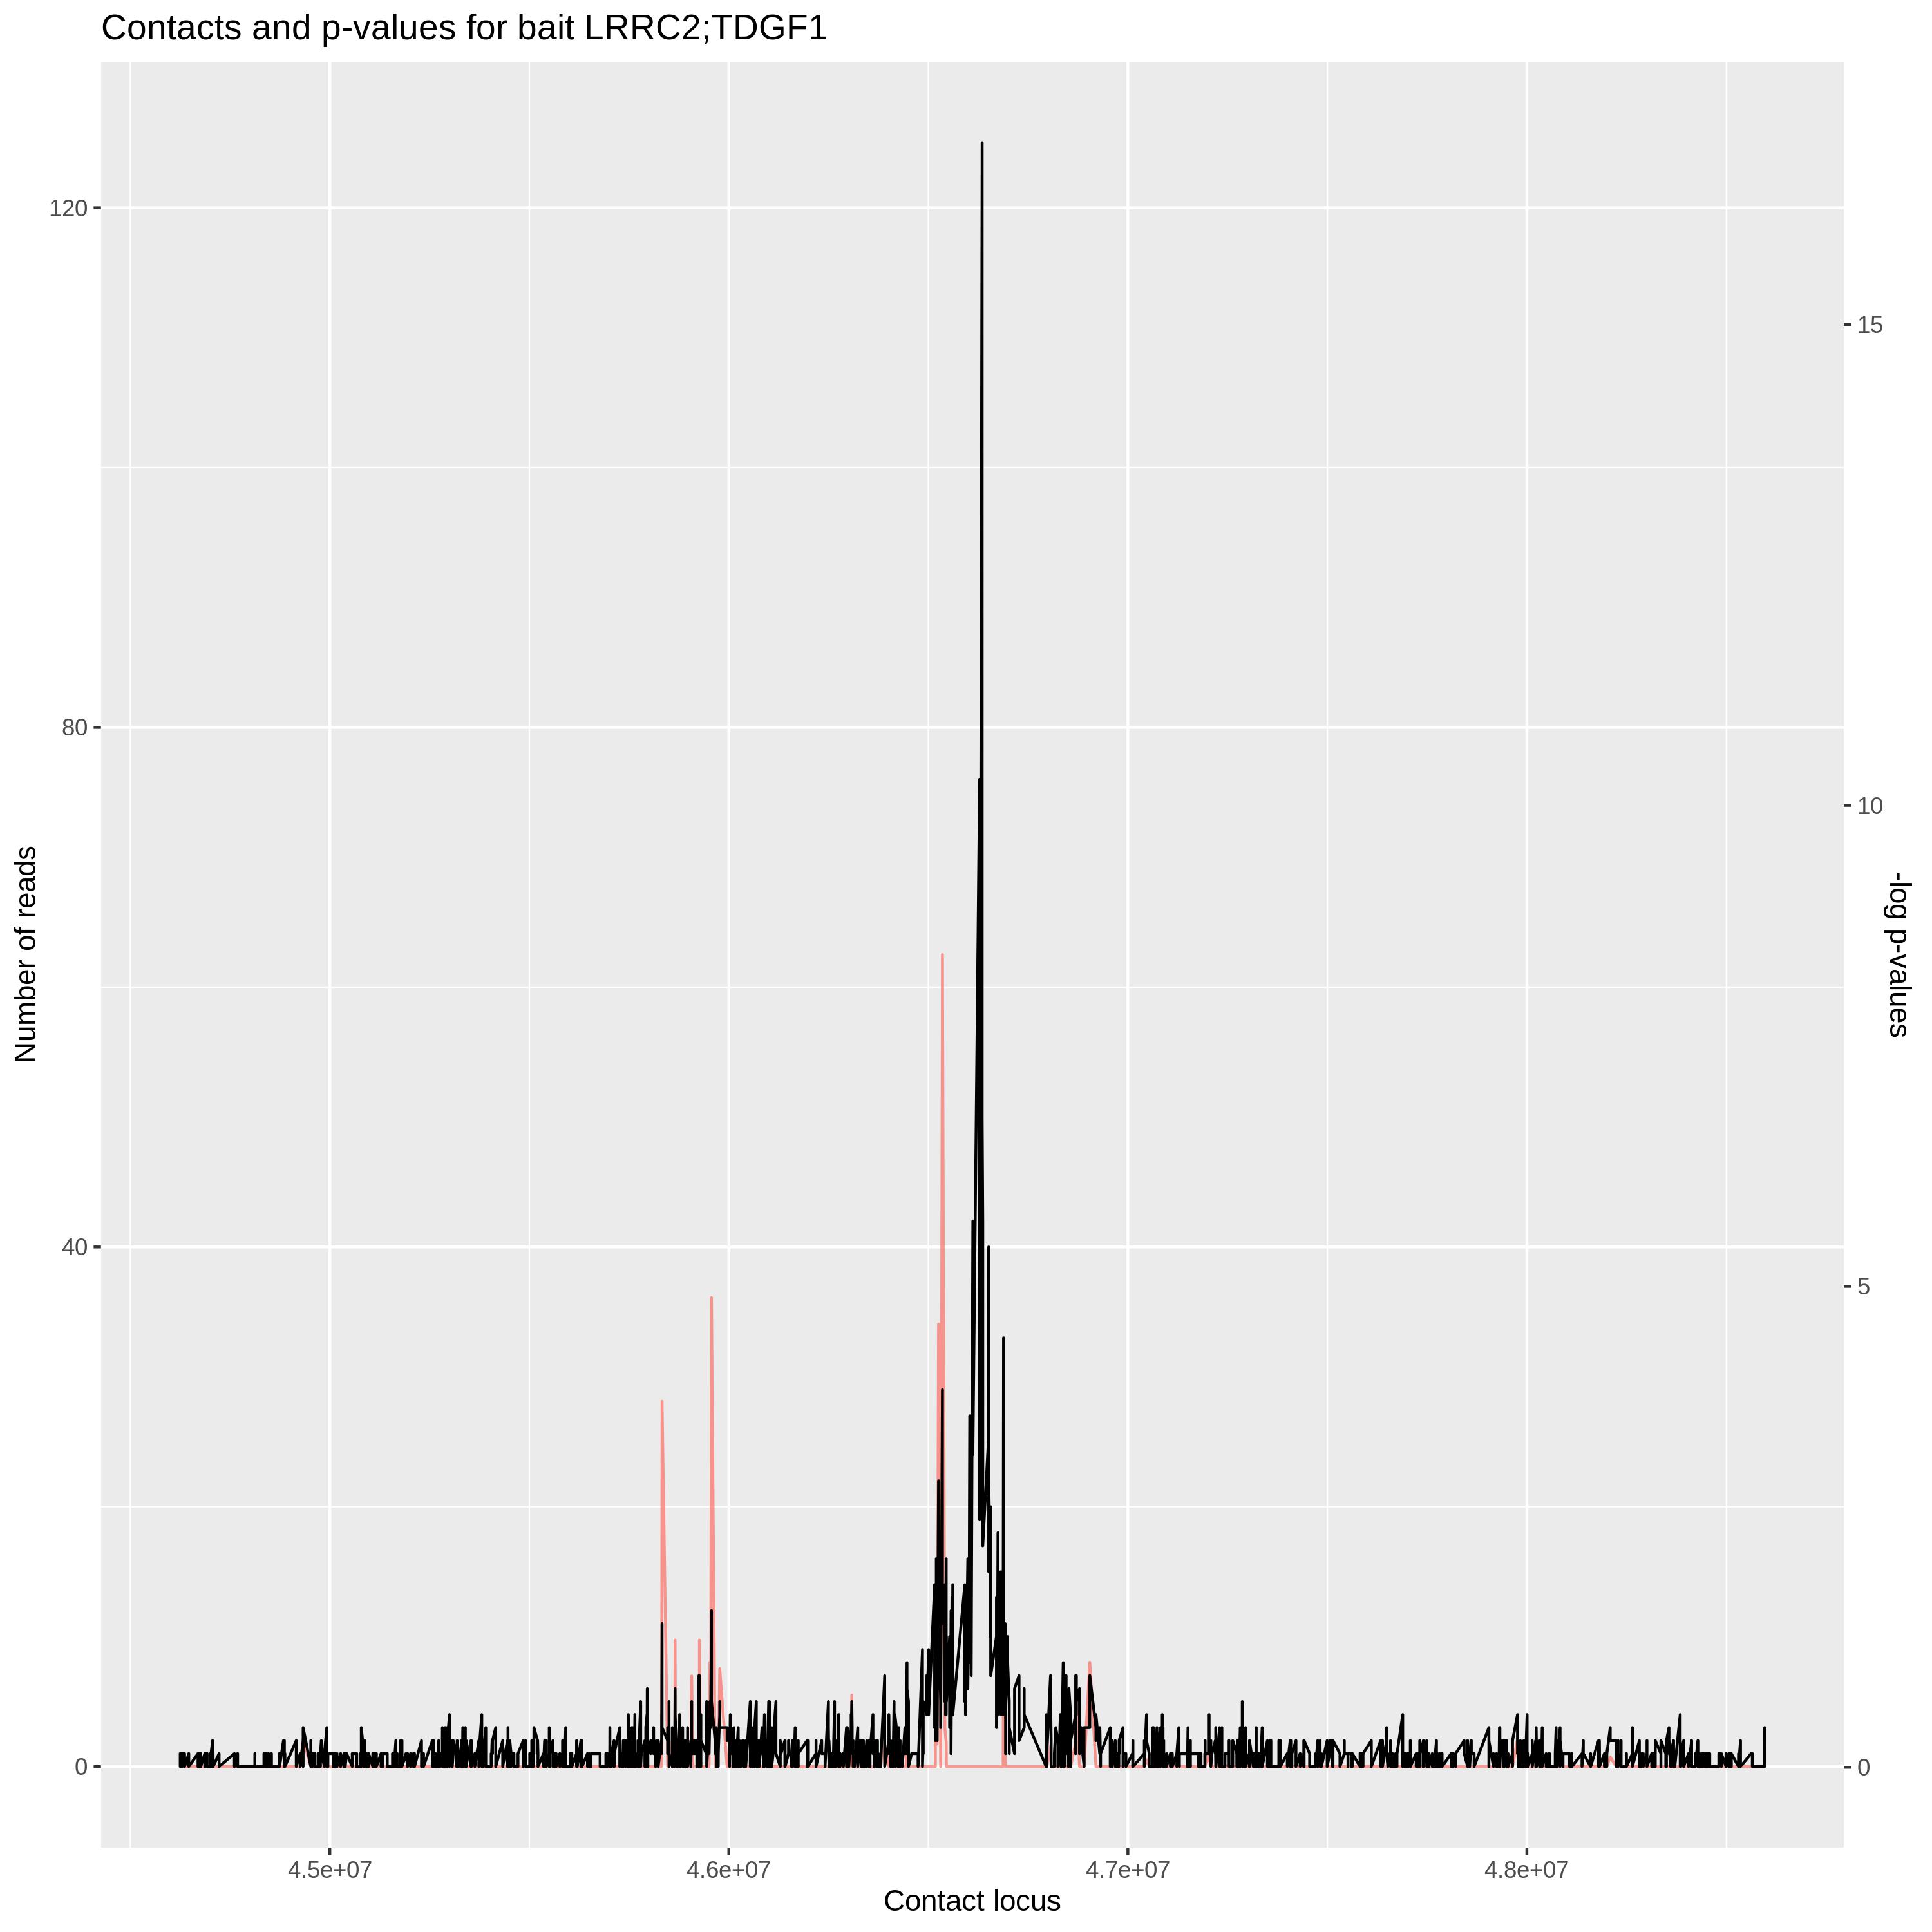 Contacts and p-values for bait LRRC2;TDGF1
120
80
40
0
Number of reads
15
10
5
0
-log p-values
4.5e+07
4.6e+07
4.7e+07
4.8e+07
Contact locus